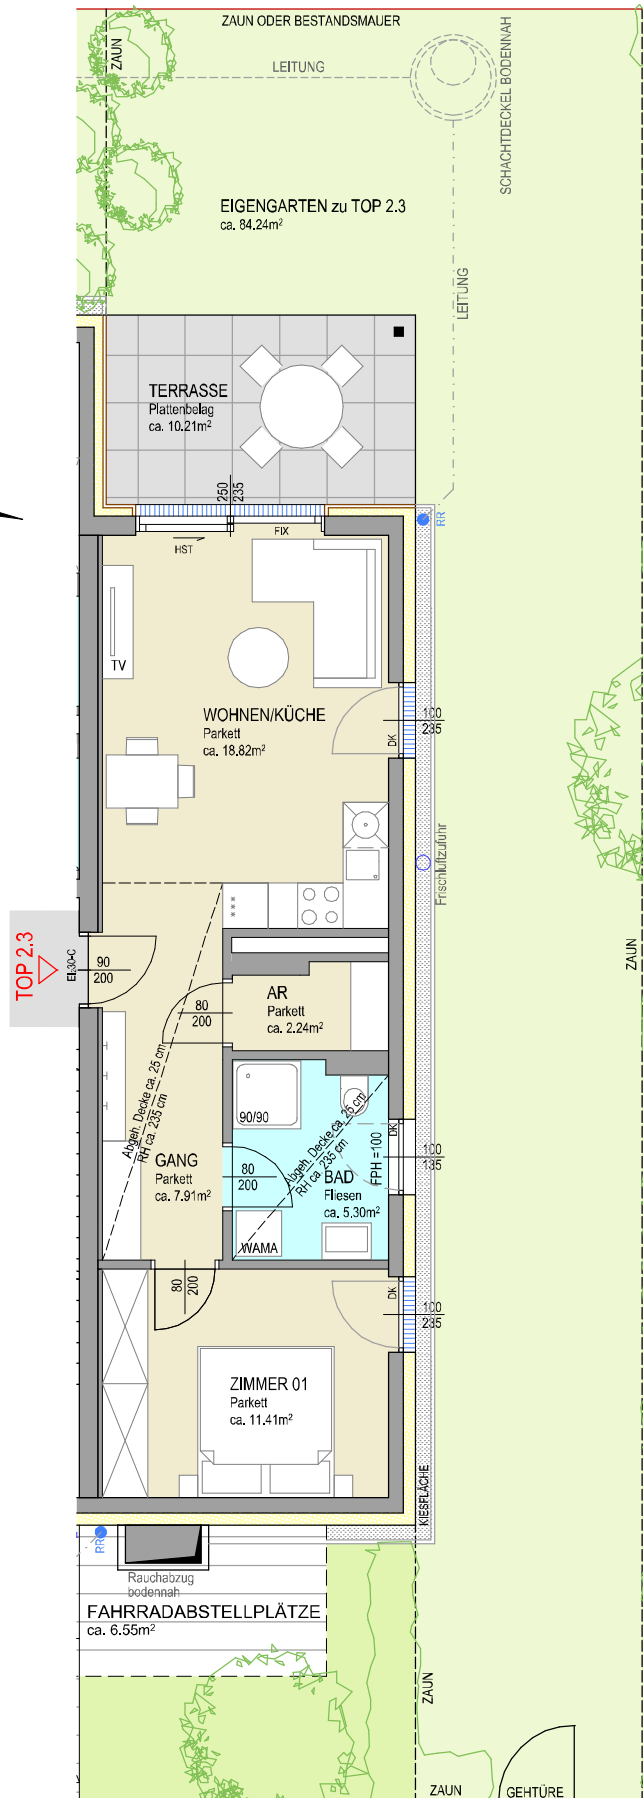 ZAUN ODER BESTANDSMAUER
ZAUN
LEITUNG
SCHACHTDECKEL BODENNAH
EIGENGARTEN zu TOP 2.3
ca. 84.24m²
LEITUNG
TERRASSE
Plattenbelag
ca. 10.21m²
250
235
RR
HST
FIX
TV
WOHNEN/KÜCHE
Parkett
ca. 18.82m²
DK
100
235
Frischluftzufuhr
***
TOP 2.3
EI230-C
90
200
ZAUN
80
200
AR
Parkett
ca. 2.24m²
Abgeh. Decke ca. 25 cm
RH ca. 235 cm
90/90
Abgeh. Decke ca. 25 cm
RH ca. 235 cm
FPH =100
DK
100
135
GANG
Parkett
ca. 7.91m²
80
200
BAD
Fliesen
ca. 5.30m²
WAMA
80
200
DK
100
235
ZIMMER 01
Parkett
ca. 11.41m²
KIESFLÄCHE
RR
Rauchabzug
bodennah
FAHRRADABSTELLPLÄTZE
ca. 6.55m²
ZAUN
ZAUN
GEHTÜRE